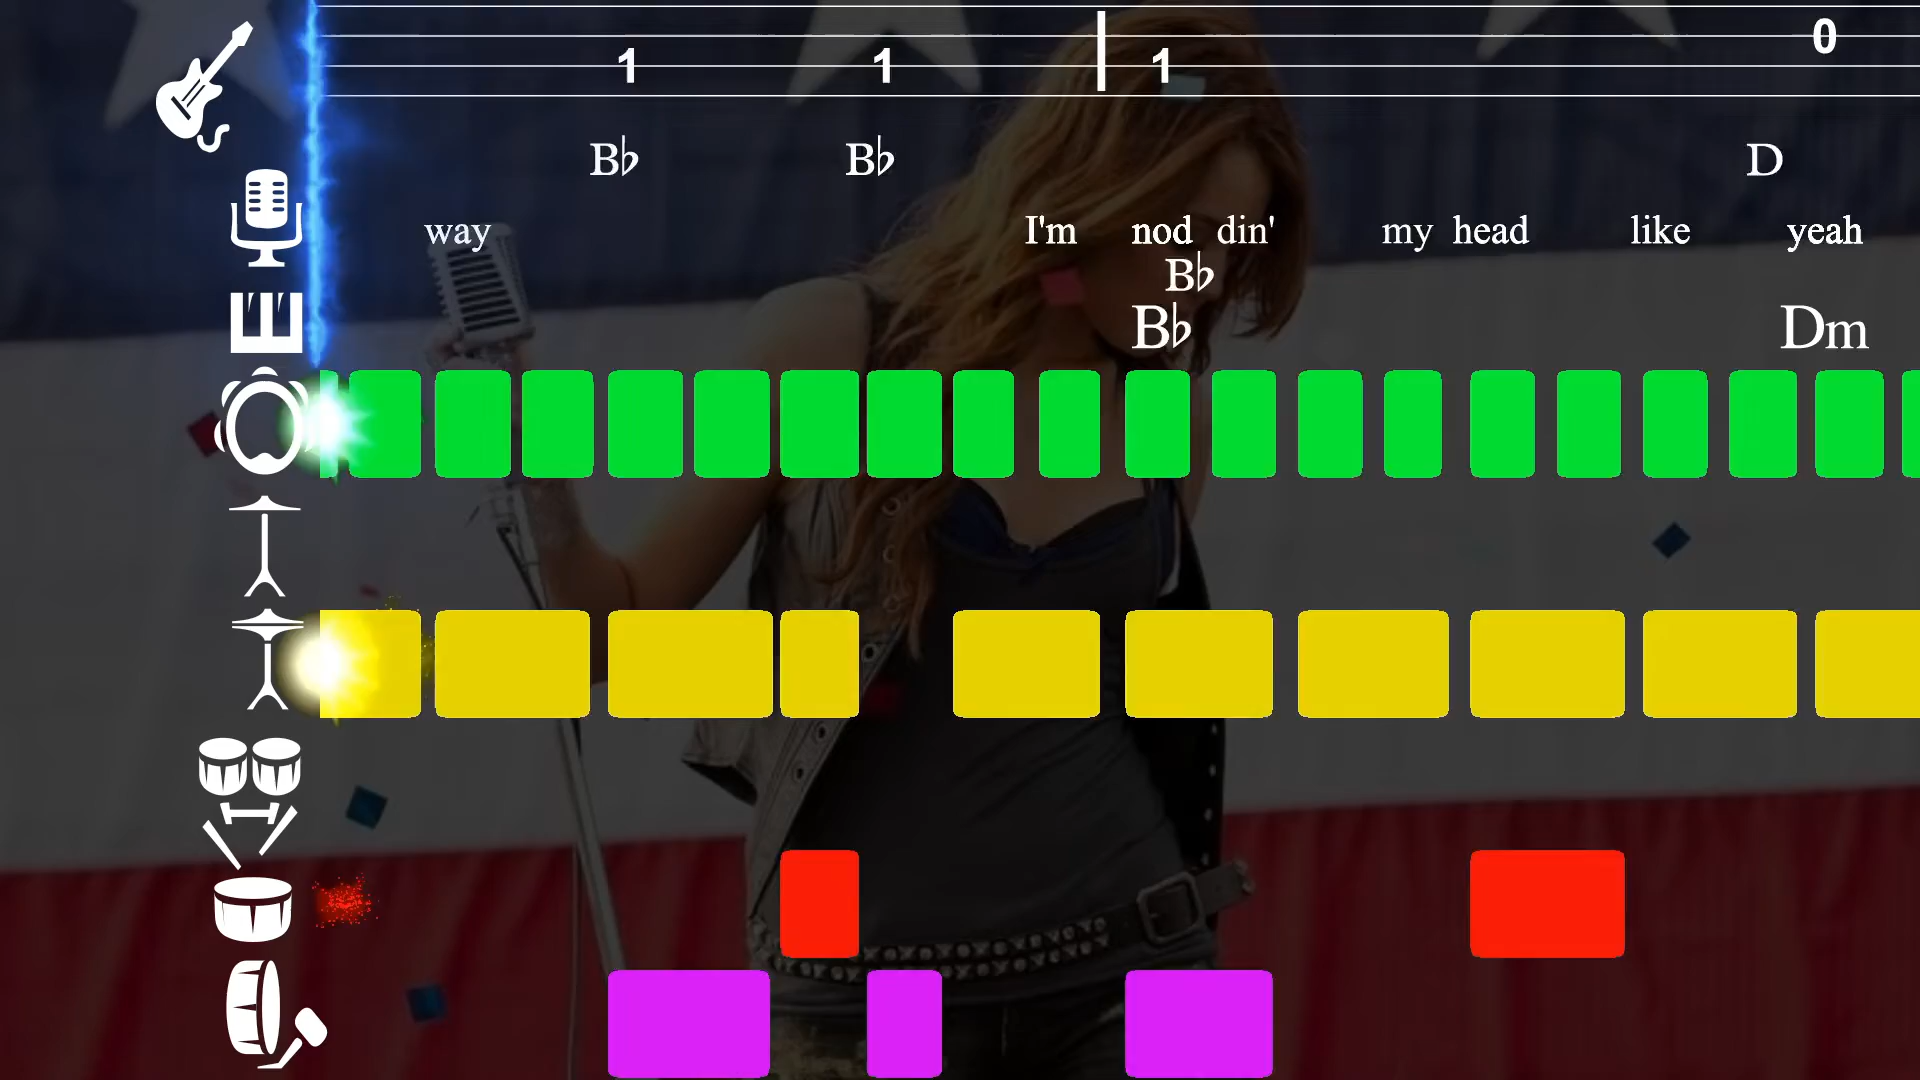 0
1 1 1
B♭ B♭ D
way I'm nod din' my head like yeah
B♭
B♭ Dm